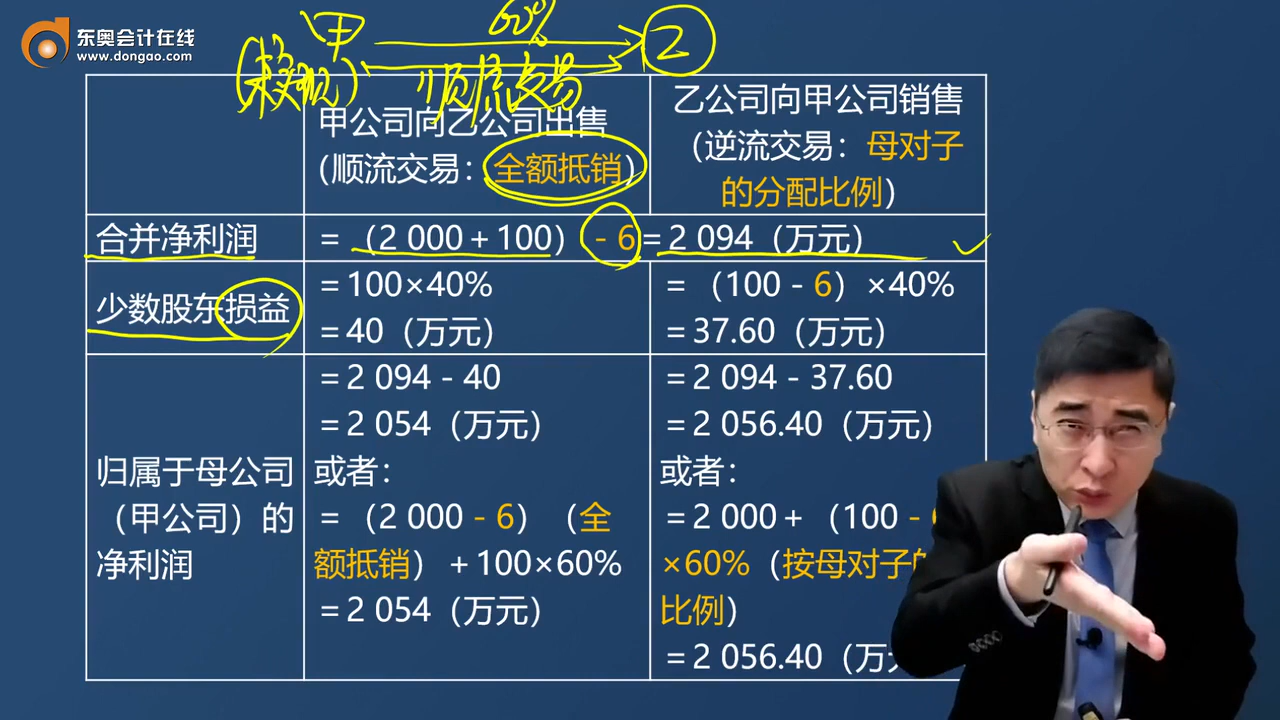 东奥会计在线
www.dongao.com
甲
60%
乙
顺流交易
甲公司向乙公司出售
(顺流交易：全额抵销)
乙公司向甲公司销售
(逆流交易：母对子
的分配比例)
合并净利润
=（2 000+100）-6=2 094（万元）
少数股东损益
=100×40%
=40（万元）
=（100-6）×40%
=37.60（万元）
归属于母公司
（甲公司）的
净利润
=2 094-40
=2 054（万元）
或者：
=（2 000-6）（全
额抵销）+100×60%
=2 054（万元）
=2 094-37.60
=2 056.40（万元）
或者：
=2 000+（100-
×60%（按母对子
比例）
=2 056.40（万